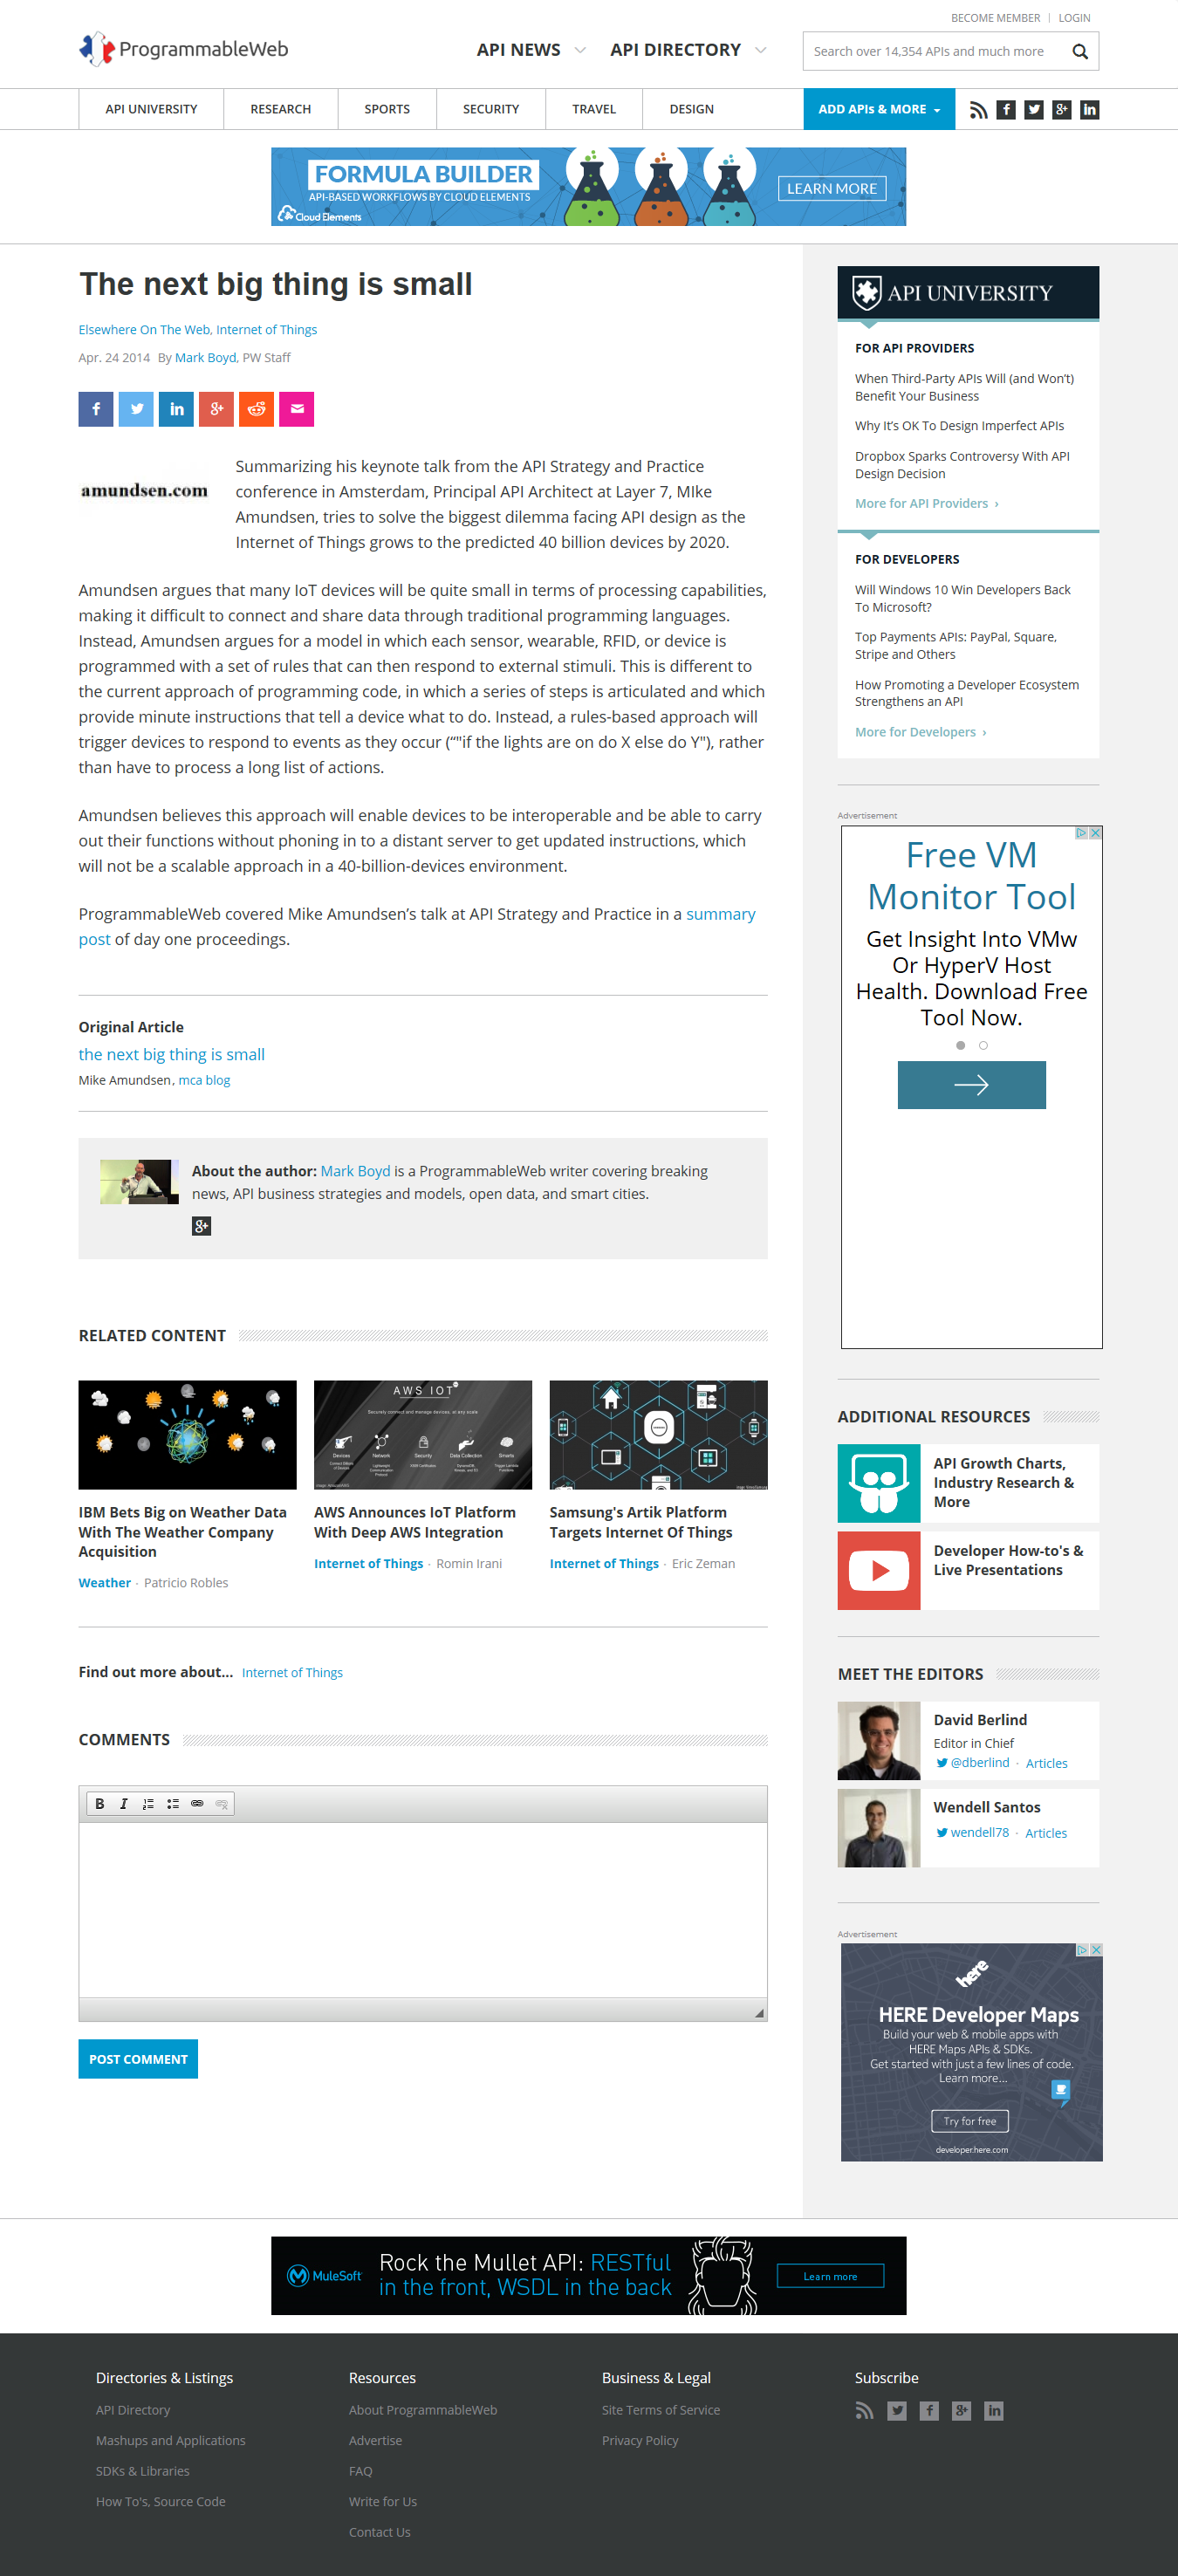 BECOME MEMBER | LOGIN
ProgrammableWeb
API NEWS
API DIRECTORY
Search over 14,354 APIs and much more
API UNIVERSITY
RESEARCH
SPORTS
SECURITY
TRAVEL
DESIGN
ADD APIs & MORE
FORMULA BUILDER
API-BASED WORKFLOWS BY CLOUD ELEMENTS
Cloud Elements
LEARN MORE
The next big thing is small
Elsewhere On The Web, Internet of Things
Apr. 24 2014 By Mark Boyd, PW Staff
amundsen.com
Summarizing his keynote talk from the API Strategy and Practice
conference in Amsterdam, Principal API Architect at Layer 7, MIke
Amundsen, tries to solve the biggest dilemma facing API design as the
Internet of Things grows to the predicted 40 billion devices by 2020.
Amundsen argues that many IoT devices will be quite small in terms of processing capabilities,
making it difficult to connect and share data through traditional programming languages.
Instead, Amundsen argues for a model in which each sensor, wearable, RFID, or device is
programmed with a set of rules that can then respond to external stimuli. This is different to
the current approach of programming code, in which a series of steps is articulated and which
provide minute instructions that tell a device what to do. Instead, a rules-based approach will
trigger devices to respond to events as they occur (“"if the lights are on do X else do Y"), rather
than have to process a long list of actions.
Amundsen believes this approach will enable devices to be interoperable and be able to carry
out their functions without phoning in to a distant server to get updated instructions, which
will not be a scalable approach in a 40-billion-devices environment.
ProgrammableWeb covered Mike Amundsen’s talk at API Strategy and Practice in a summary
post of day one proceedings.
Original Article
the next big thing is small
Mike Amundsen, mca blog
About the author: Mark Boyd is a ProgrammableWeb writer covering breaking
news, API business strategies and models, open data, and smart cities.
RELATED CONTENT
AWS IOT
Securely connect and manage devices, at any scale
Devices
Network
Security
Data Collection
Smarts
IBM Bets Big on Weather Data
With The Weather Company
Acquisition
Weather · Patricio Robles
AWS Announces IoT Platform
With Deep AWS Integration
Internet of Things · Romin Irani
Samsung's Artik Platform
Targets Internet Of Things
Internet of Things · Eric Zeman
Find out more about... Internet of Things
COMMENTS
B I
POST COMMENT
API UNIVERSITY
FOR API PROVIDERS
When Third-Party APIs Will (and Won’t)
Benefit Your Business
Why It’s OK To Design Imperfect APIs
Dropbox Sparks Controversy With API
Design Decision
More for API Providers ›
FOR DEVELOPERS
Will Windows 10 Win Developers Back
To Microsoft?
Top Payments APIs: PayPal, Square,
Stripe and Others
How Promoting a Developer Ecosystem
Strengthens an API
More for Developers ›
Advertisement
Free VM
Monitor Tool
Get Insight Into VMw
Or HyperV Host
Health. Download Free
Tool Now.
ADDITIONAL RESOURCES
API Growth Charts,
Industry Research &
More
Developer How-to's &
Live Presentations
MEET THE EDITORS
David Berlind
Editor in Chief
@dberlind · Articles
Wendell Santos
wendell78 · Articles
Advertisement
here
HERE Developer Maps
Build your web & mobile apps with
HERE Maps APIs & SDKs.
Get started with just a few lines of code.
Learn more...
Try for free
developer.here.com
MuleSoft
Rock the Mullet API: RESTful
in the front, WSDL in the back
Learn more
Directories & Listings
API Directory
Mashups and Applications
SDKs & Libraries
How To's, Source Code
Resources
About ProgrammableWeb
Advertise
FAQ
Write for Us
Contact Us
Business & Legal
Site Terms of Service
Privacy Policy
Subscribe